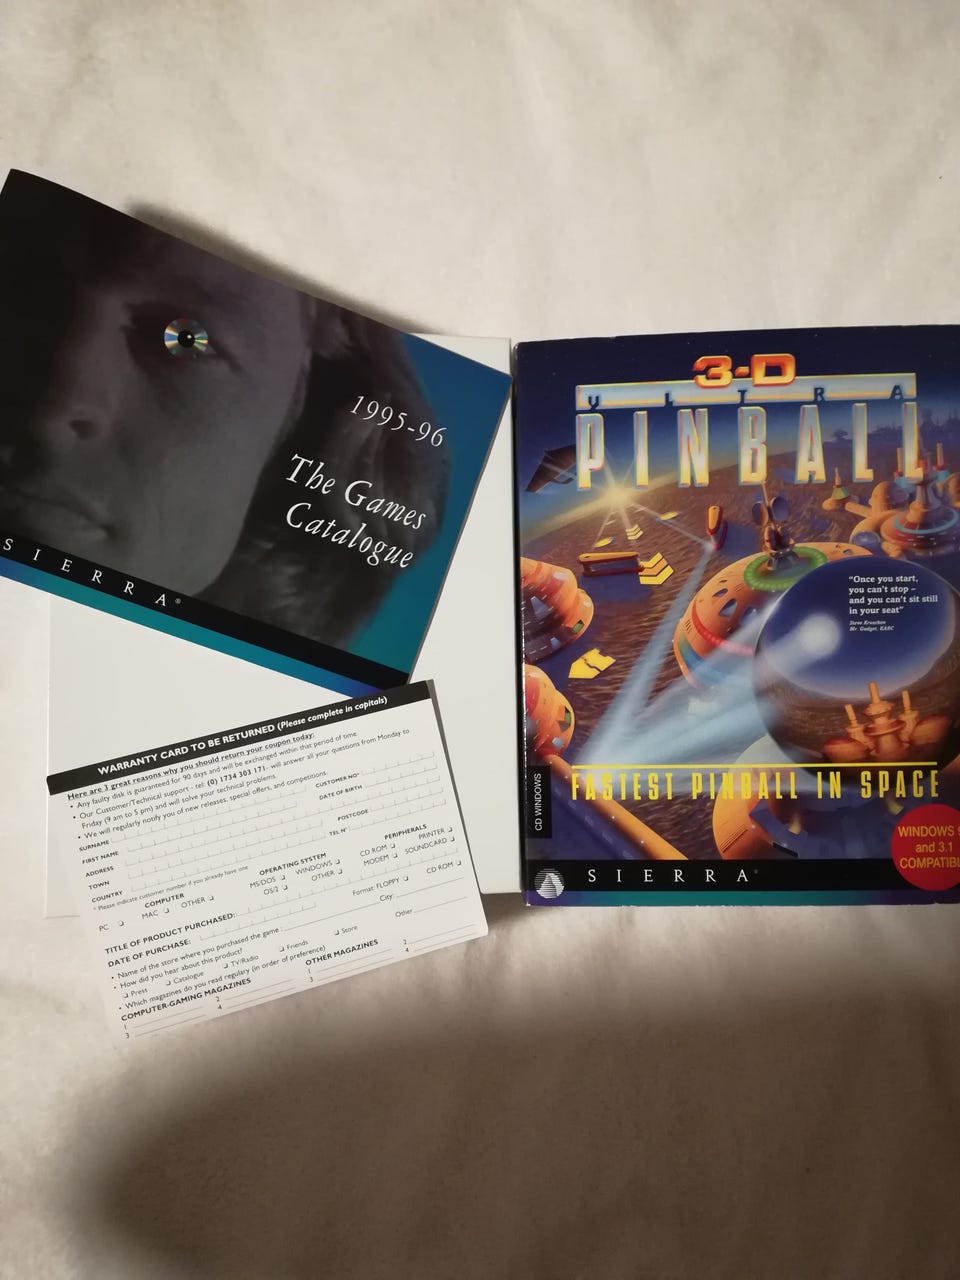 1995-96
The Games
Catalogue
SIERRA®
WARRANTY CARD TO BE RETURNED (Please complete in capitals)
Here are 3 great reasons why you should return your coupon today:
• Any faulty disk is guaranteed for 90 days and will be exchanged within that period of time.
• Our Customer/Technical support - tel: (0) 1734 303 171- will answer all your questions from Monday to
Friday (9 am to 5 pm) and will solve your technical problems.
• We will regularly notify you of new releases, special offers, and competitions.
CUSTOMER NO*
SURNAME
DATE OF BIRTH
FIRST NAME
ADDRESS
POSTCODE
TOWN
TEL N°
COUNTRY
* Please indicate customer number if you already have one
COMPUTER OPERATING SYSTEM PERIPHERALS
PC MAC OTHER MS/DOS WINDOWS CD ROM PRINTER
OS/2 OTHER MODEM SOUNDCARD
TITLE OF PRODUCT PURCHASED: Format: FLOPPY CD ROM
DATE OF PURCHASE:
• Name of the store where you purchased the game : City:
• How did you hear about this product?
Press Catalogue TV/Radio Friends Store Other
• Which magazines do you read regulary (in order of preference)
COMPUTER-GAMING MAGAZINES OTHER MAGAZINES
1 2 1 2
3 4 3 4
3-D
ULTRA
PINBALL
"Once you start,
you can't stop –
and you can't sit still
in your seat"
Steve Kruschen
Mr Gadget, KABC
FASTEST PINBALL IN SPACE
CD WINDOWS
WINDOWS
and 3.1
SIERRA®